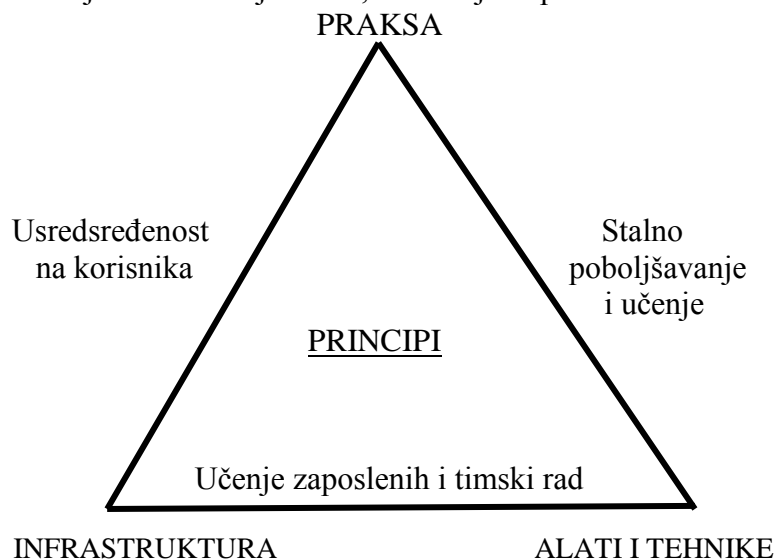 PRAKSA
Usredsređenost
na korisnika
Stalno
poboljšavanje
i učenje
PRINCIPI
Učenje zaposlenih i timski rad
INFRASTRUKTURA
ALATI I TEHNIKE